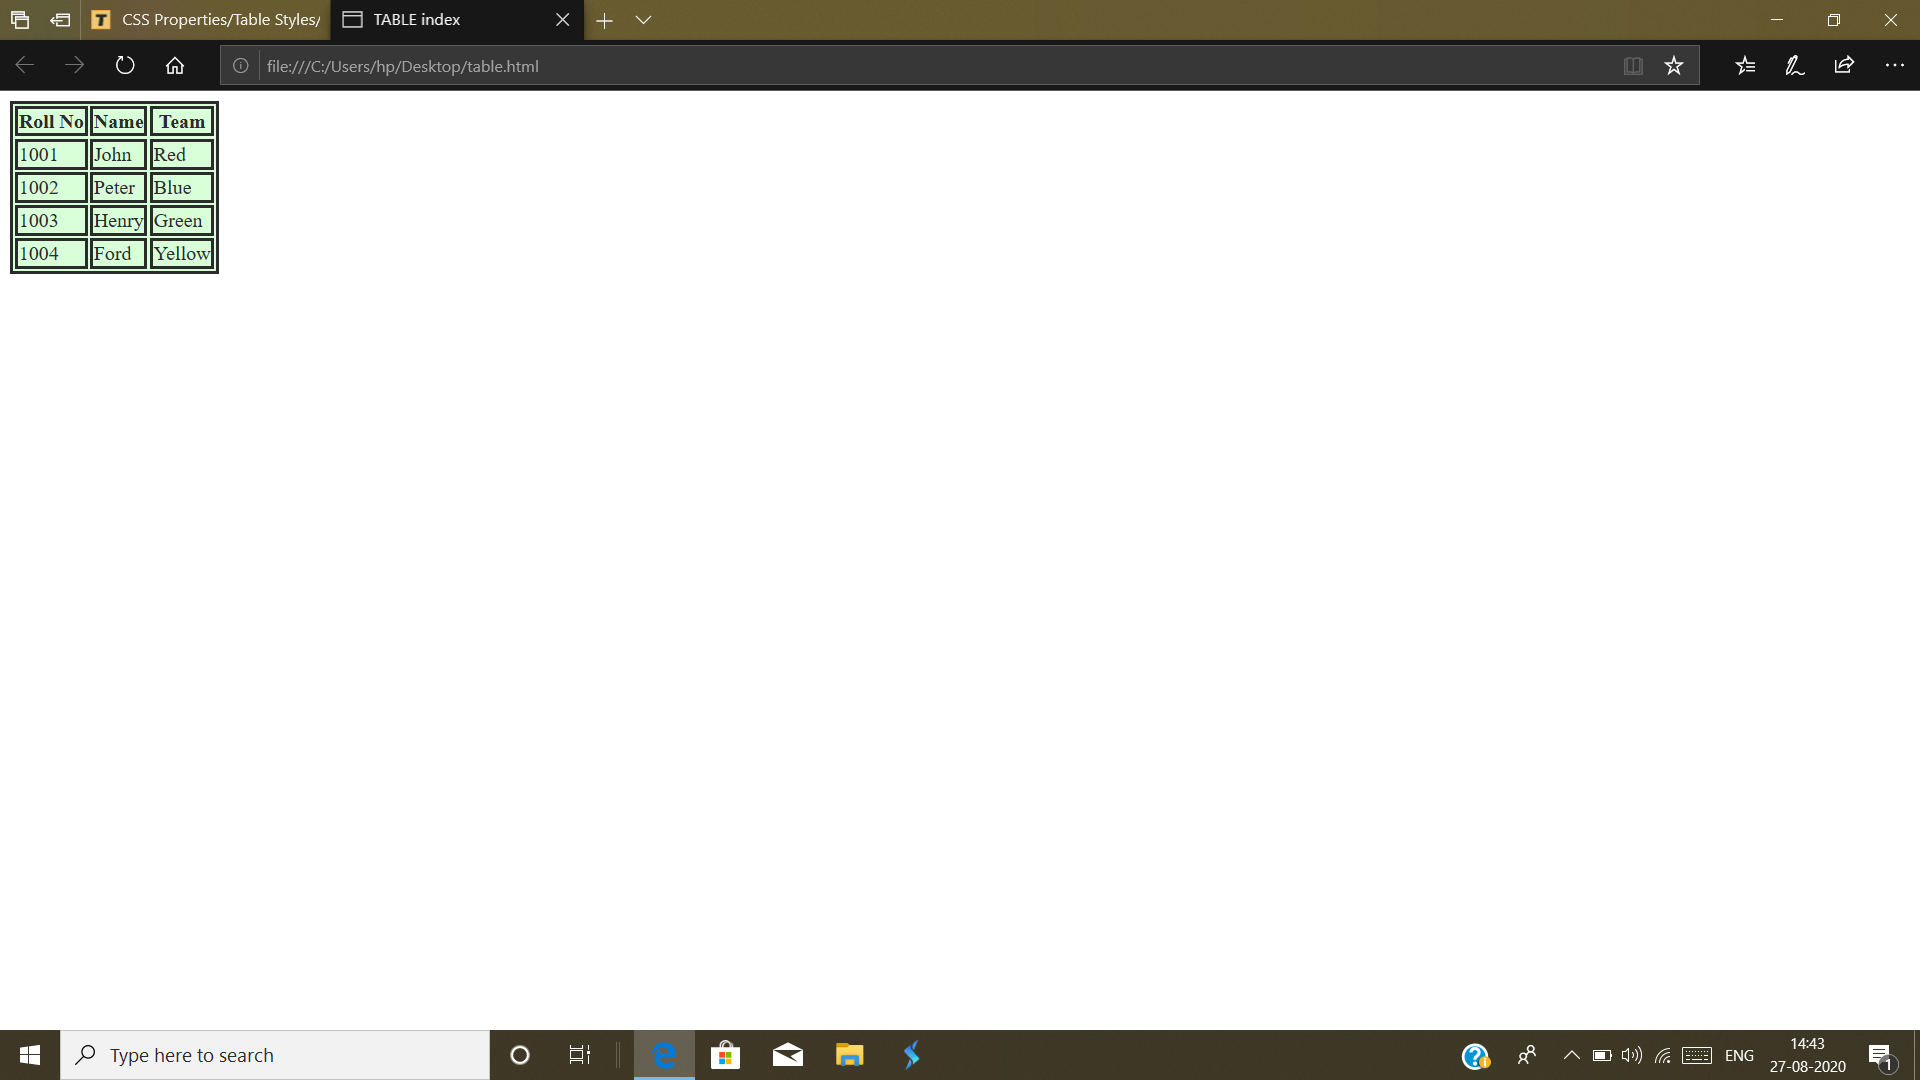 CSS Properties/Table Styles/
TABLE index
file:///C:/Users/hp/Desktop/table.html
Roll No Name Team
1001 John Red
1002 Peter Blue
1003 Henry Green
1004 Ford Yellow
Type here to search
ENG
14:43
27-08-2020
1